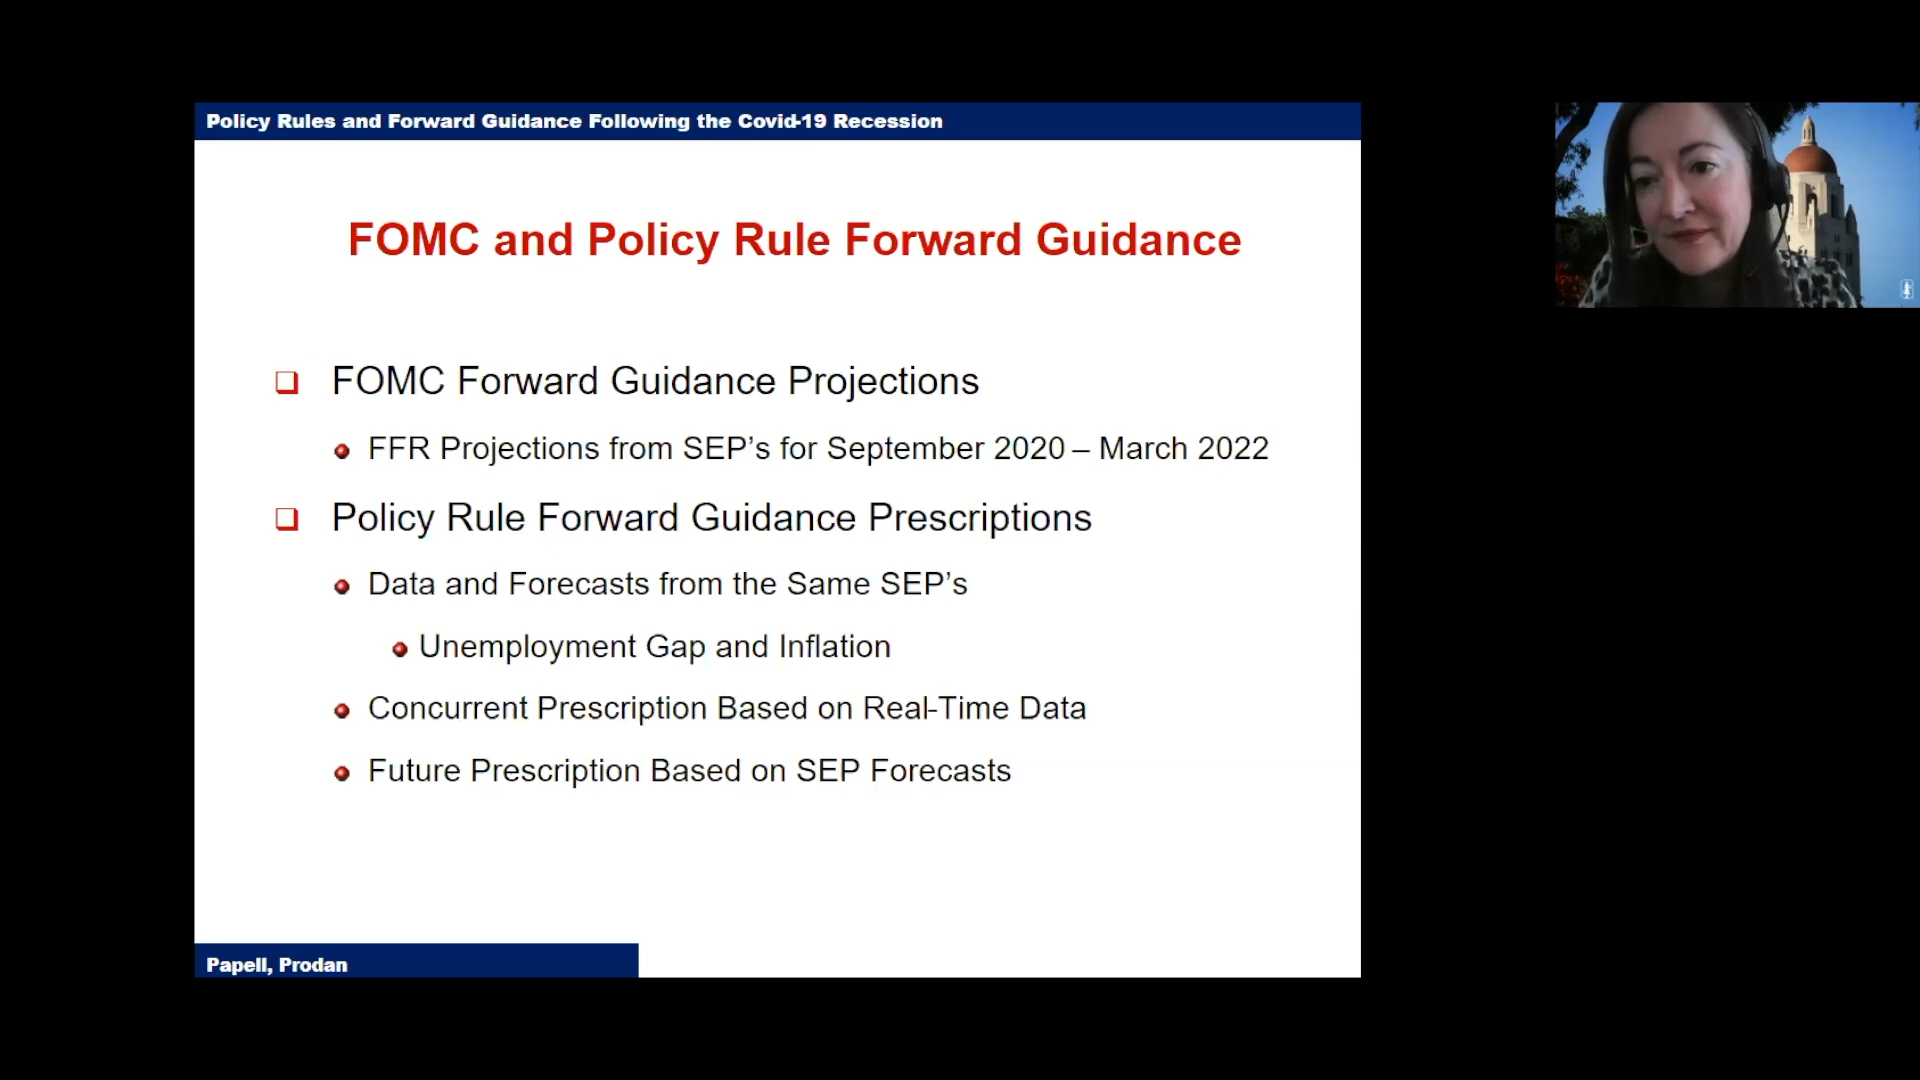 Policy Rules and Forward Guidance Following the Covid-19 Recession
FOMC and Policy Rule Forward Guidance
FOMC Forward Guidance Projections
FFR Projections from SEP’s for September 2020 – March 2022
Policy Rule Forward Guidance Prescriptions
Data and Forecasts from the Same SEP’s
Unemployment Gap and Inflation
Concurrent Prescription Based on Real-Time Data
Future Prescription Based on SEP Forecasts
Papell, Prodan